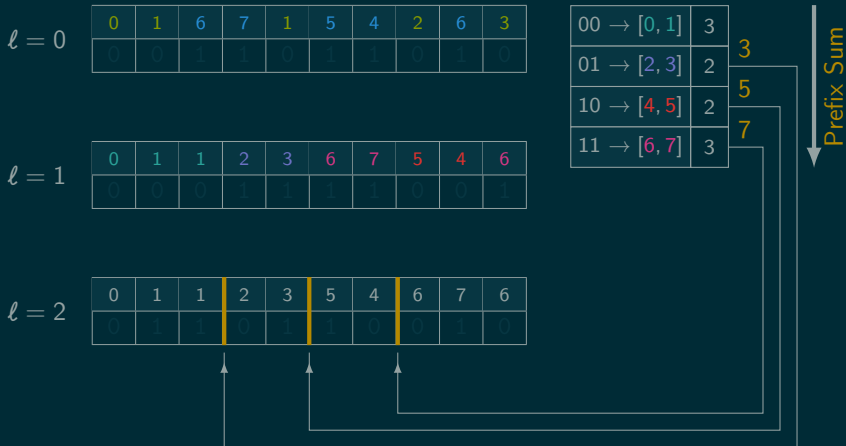 ℓ = 0
0 1 6 7 1 5 4 2 6 3
0 0 1 1 0 1 1 0 1 0
ℓ = 1
0 1 1 2 3 6 7 5 4 6
0 0 0 1 1 1 1 0 0 1
ℓ = 2
0 1 1 2 3 5 4 6 7 6
0 1 1 0 1 1 0 0 1 0
00 → [0, 1] 3
01 → [2, 3] 2
10 → [4, 5] 2
11 → [6, 7] 3
3
5
7
Prefix Sum